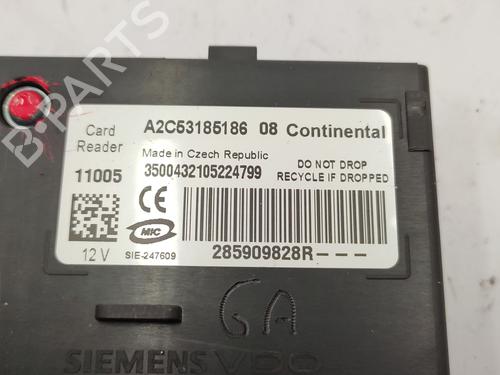 A2C53185186 08 Continental
Card
Reader
Made in Czech Republic
DO NOT DROP
11005
3500432105224799
RECYCLE IF DROPPED
CE
MIC
12 V
SIE-247609
285909828R---
GA
SIEMENS VDO